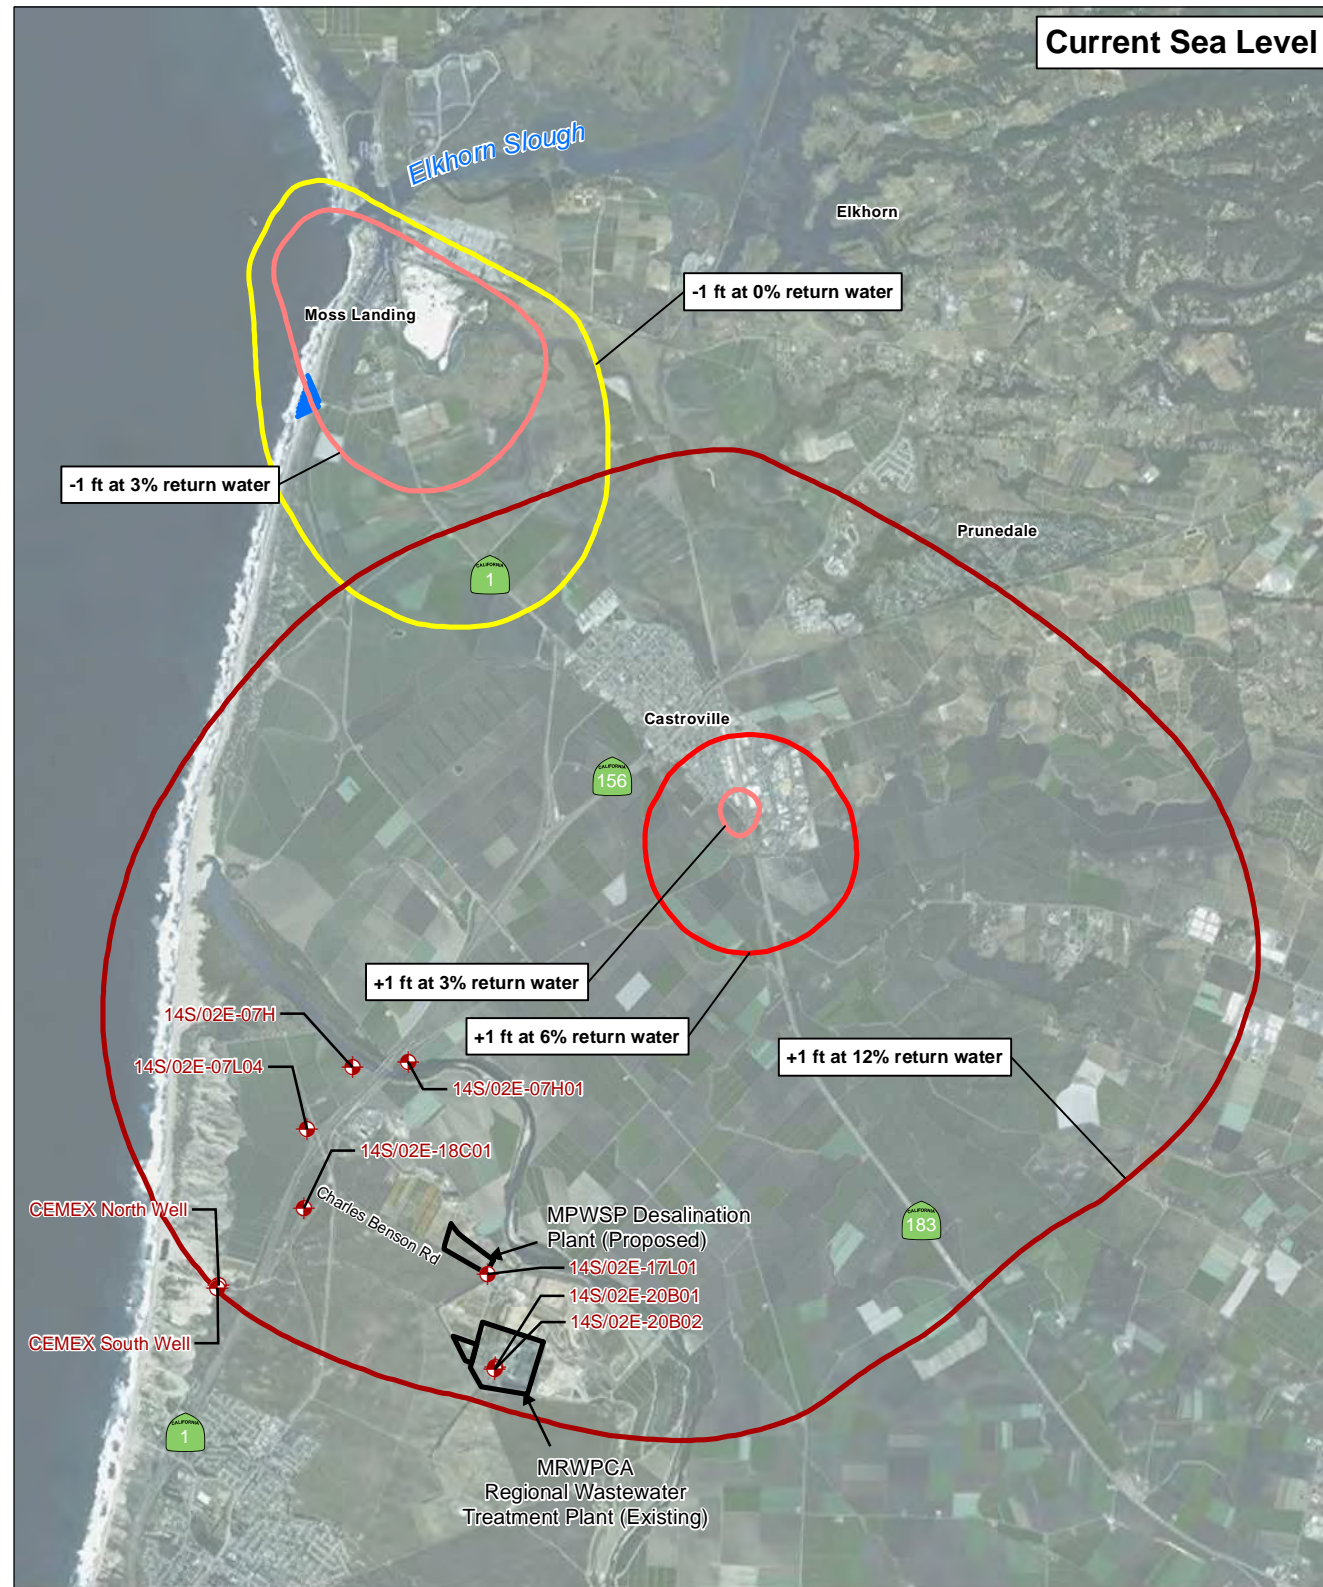 Current Sea Level
Elkhorn Slough
Elkhorn
-1 ft at 0% return water
Moss Landing
-1 ft at 3% return water
Prunedale
CALIFORNIA
1
Castroville
CALIFORNIA
156
+1 ft at 3% return water
14S/02E-07H
+1 ft at 6% return water
+1 ft at 12% return water
14S/02E-07L04
14S/02E-07H01
14S/02E-18C01
Charles Benson Rd
CEMEX North Well
MPWSP Desalination
Plant (Proposed)
CALIFORNIA
183
14S/02E-17L01
14S/02E-20B01
14S/02E-20B02
CEMEX South Well
CALIFORNIA
1
MRWPCA
Regional Wastewater
Treatment Plant (Existing)